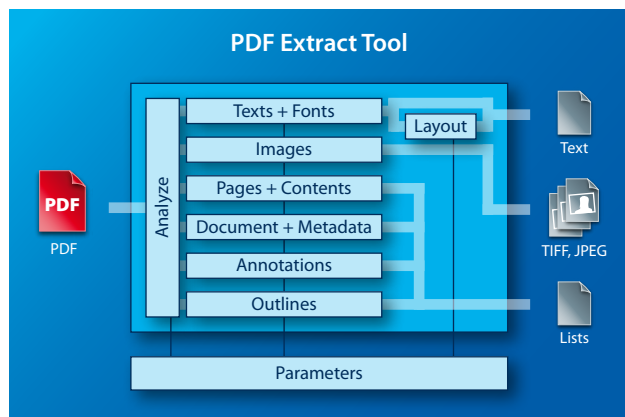 PDF Extract Tool
Texts + Fonts
Layout
Text
Images
Analyze
PDF
PDF
Pages + Contents
Document + Metadata
TIFF, JPEG
Annotations
Outlines
Lists
Parameters